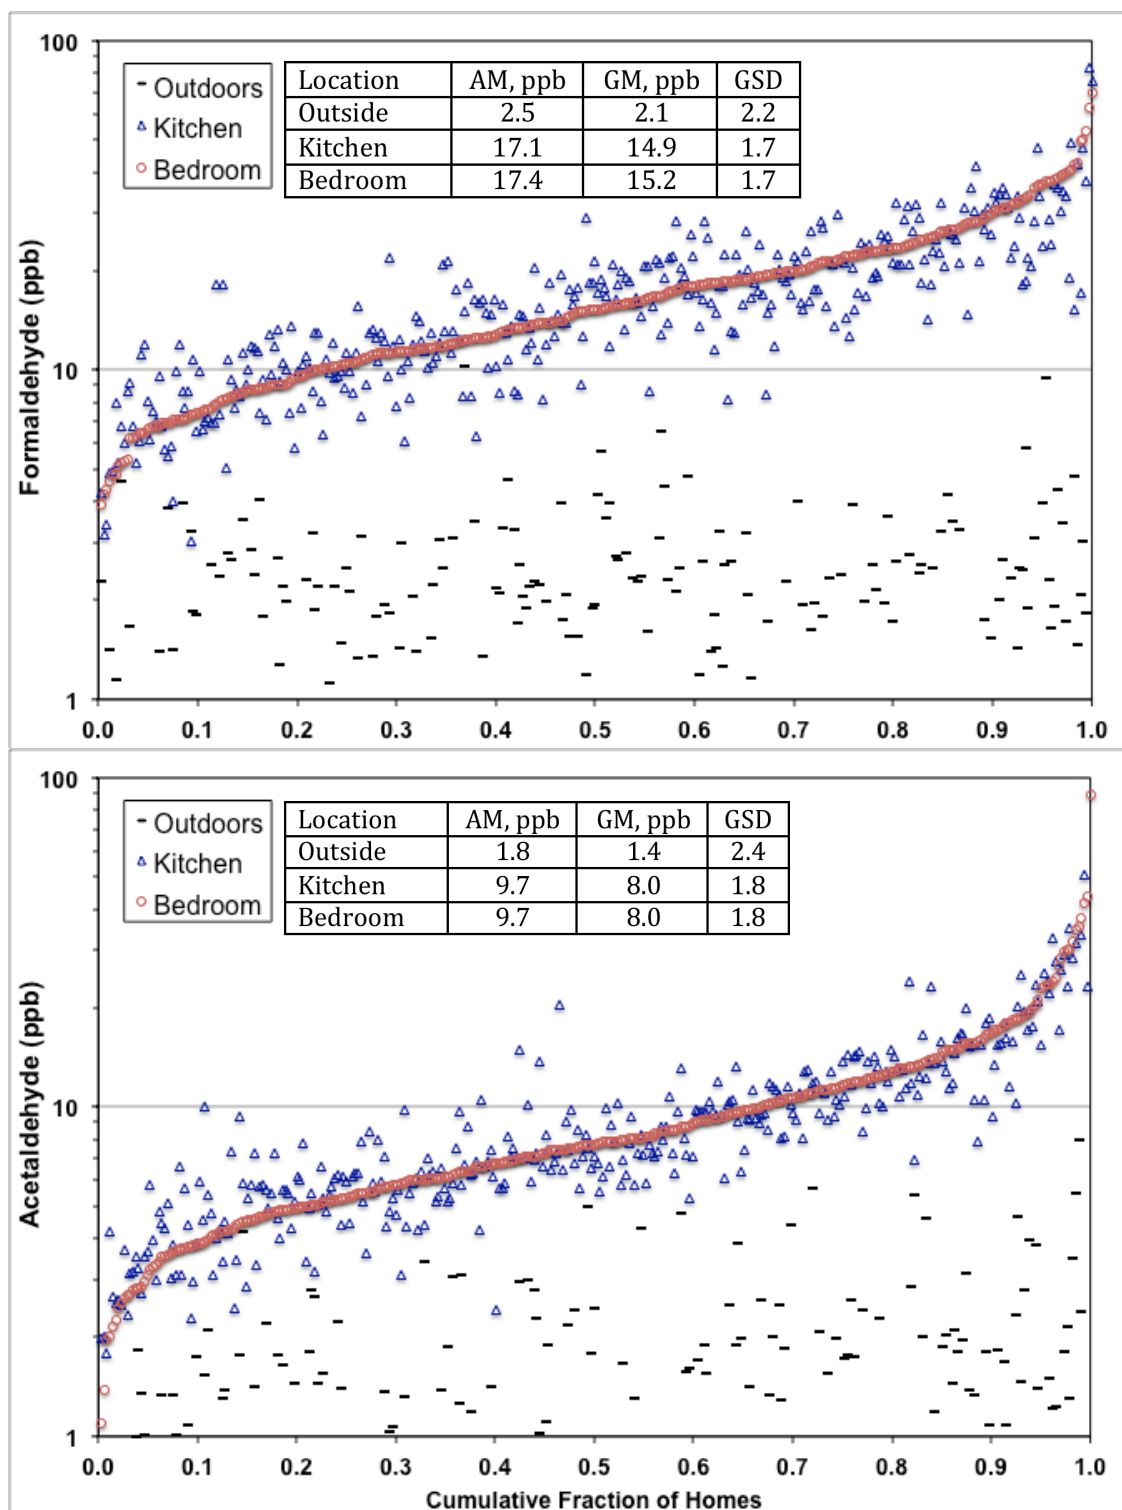 100
Outdoors
Kitchen
Bedroom
Location AM, ppb GM, ppb GSD
Outside 2.5 2.1 2.2
Kitchen 17.1 14.9 1.7
Bedroom 17.4 15.2 1.7
Formaldehyde (ppb)
10
1
0.0 0.1 0.2 0.3 0.4 0.5 0.6 0.7 0.8 0.9 1.0
100
Outdoors
Kitchen
Bedroom
Location AM, ppb GM, ppb GSD
Outside 1.8 1.4 2.4
Kitchen 9.7 8.0 1.8
Bedroom 9.7 8.0 1.8
Acetaldehyde (ppb)
10
1
0.0 0.1 0.2 0.3 0.4 0.5 0.6 0.7 0.8 0.9 1.0
Cumulative Fraction of Homes